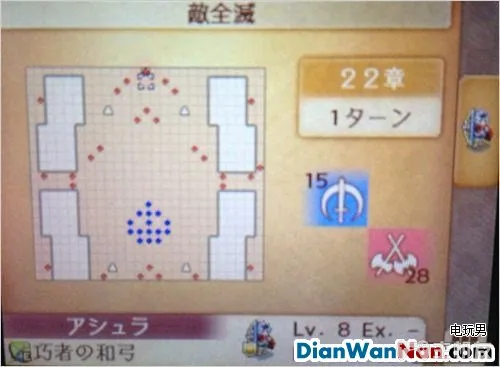 敵全滅
22章
1ターン
15
28
アシュラ
Lv. 8 Ex. -
巧者の和弓
电玩男
DianWanNan.com